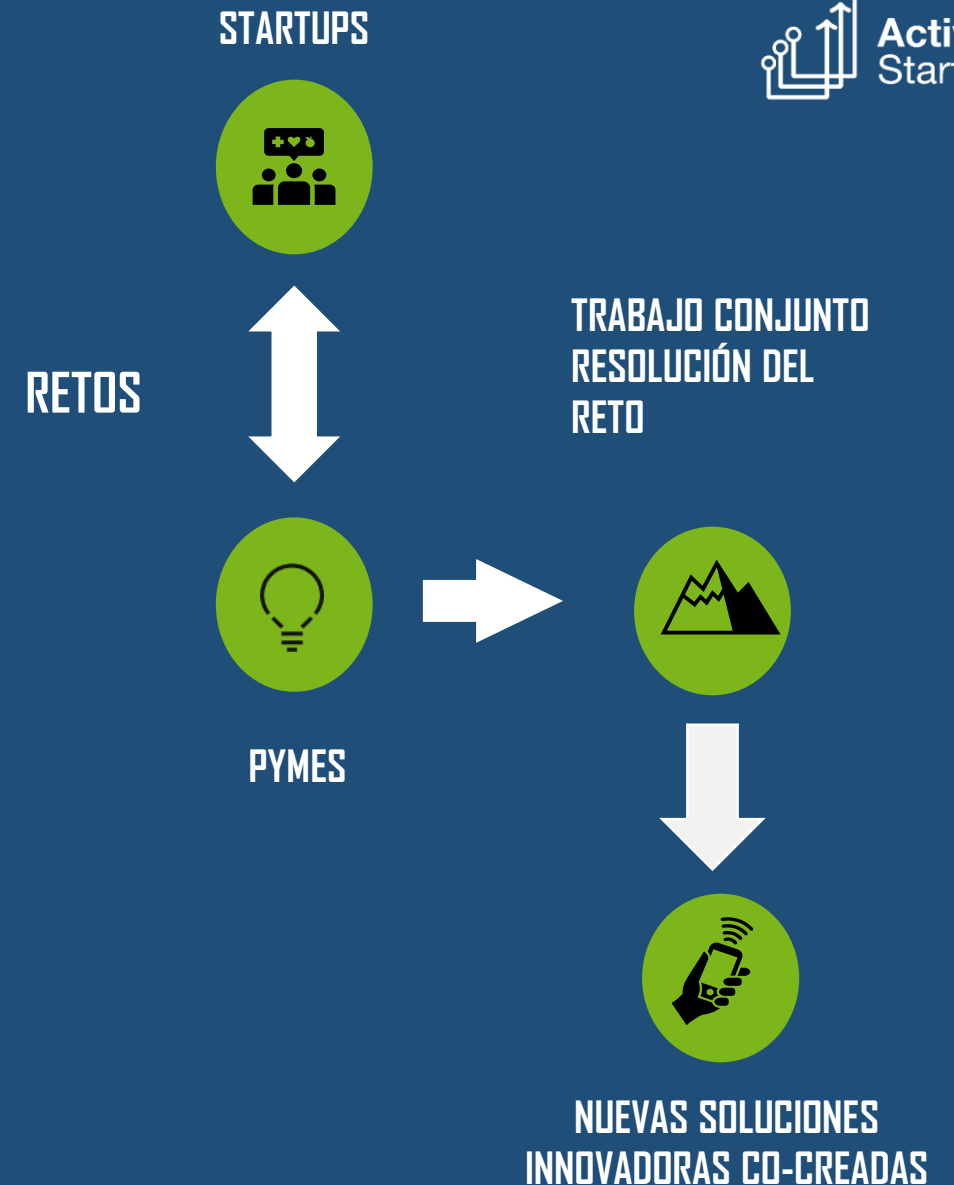 STARTUPS
RETOS
TRABAJO CONJUNTO
RESOLUCIÓN DEL
RETO
PYMES
NUEVAS SOLUCIONES
INNOVADORAS CO-CREADAS